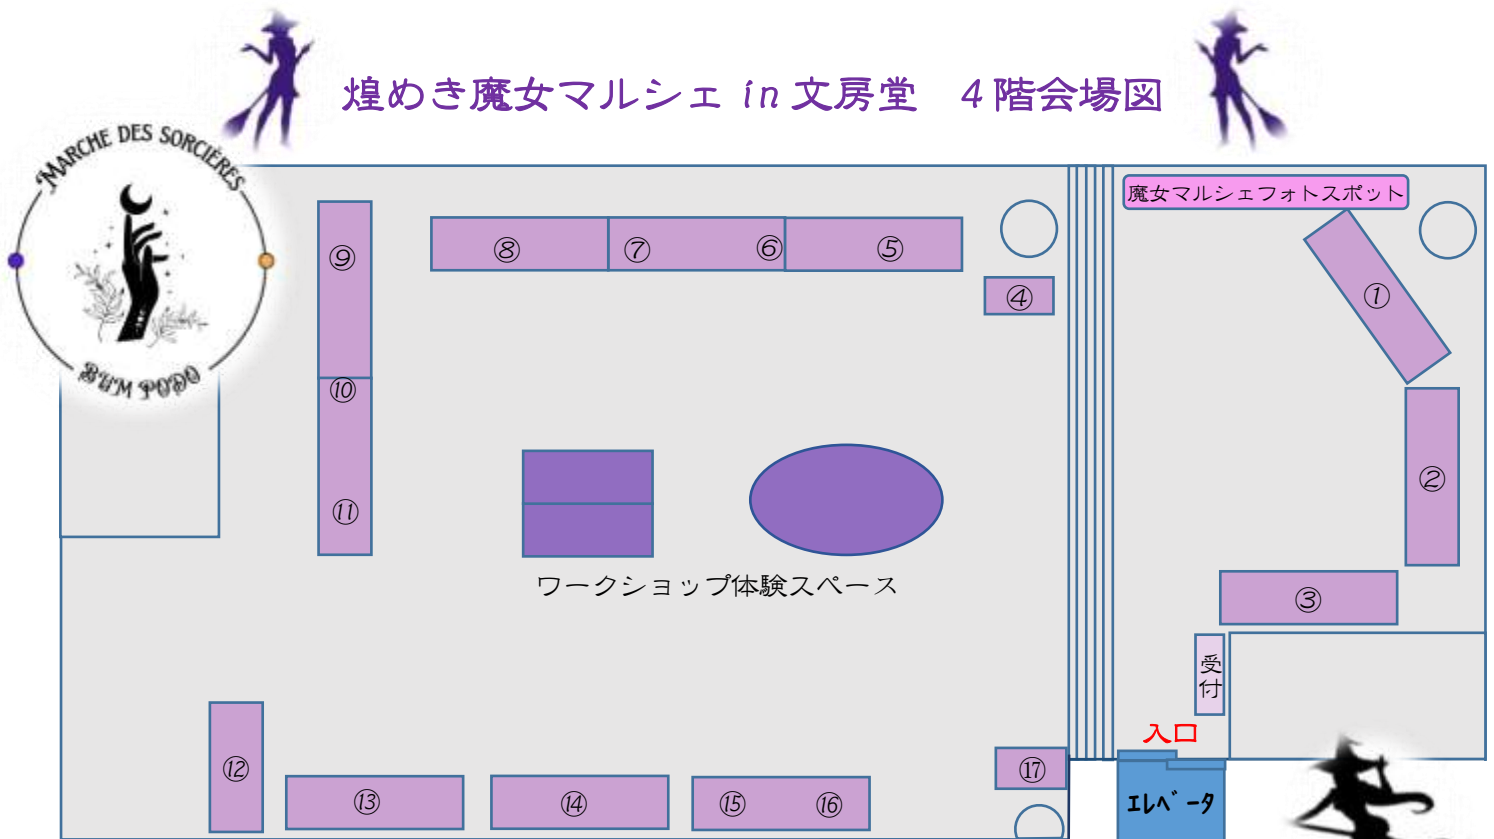 煌めき魔女マルシェ in 文房堂　4階会場図
MARCHE DES SORCIÈRES
BUM PODO
魔女マルシェフォトスポット
⑨
⑧
⑦
⑥
⑤
④
①
⑩
⑪
②
ワークショップ体験スペース
③
受付
入口
⑫
⑬
⑭
⑮
⑯
⑰
エレベータ